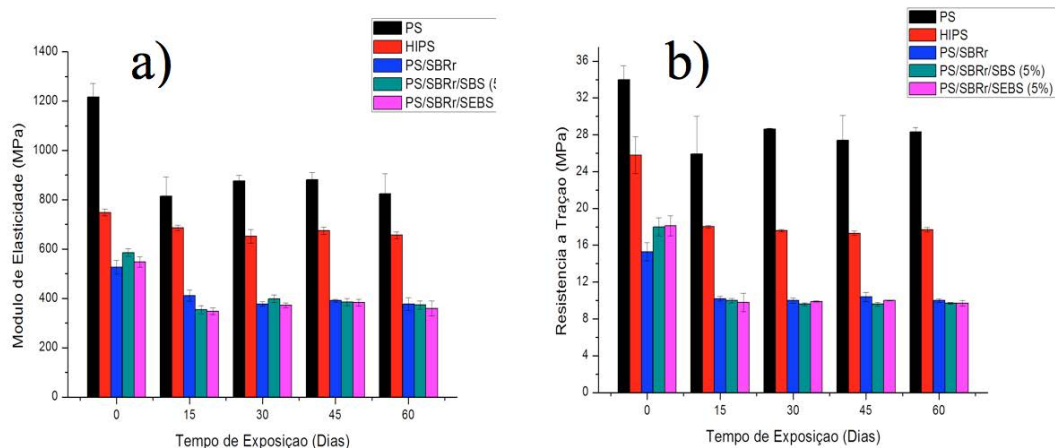 a)
PS
HIPS
PS/SBRr
PS/SBRr/SBS (5
PS/SBRr/SEBS
1400
1200
1000
800
600
400
200
0
Modulo de Elasticidade (MPa)
0 15 30 45 60
Tempo de Exposiçao (Dias)
b)
PS
HIPS
PS/SBRr
PS/SBRr/SBS (5%)
PS/SBRr/SEBS (5%)
36
32
28
24
20
16
12
8
4
0
Resistencia a Traçao (MPa)
0 15 30 45 60
Tempo de Exposiçao (Dias)